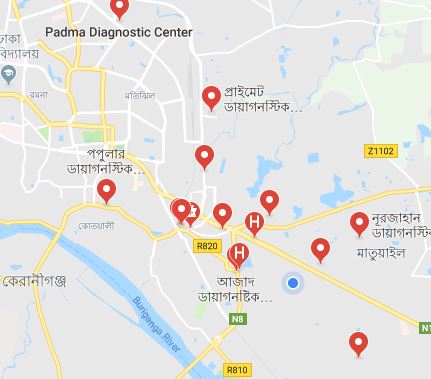 Padma Diagnostic Center
ঢাকা
বিদ্যালয়
প্রাইমেট
ডায়াগনস্টিক...
রমনা
মতিঝিল
Z1102
পপুলার
ডায়াগনস্টিক...
নূরজাহান
ডায়াগনস্টি
কোতয়ালী
R820
মাতুয়াইল
কেরানীগঞ্জ
আজাদ
ডায়াগনষ্টিক...
Buriganga River
N8
N1
R810